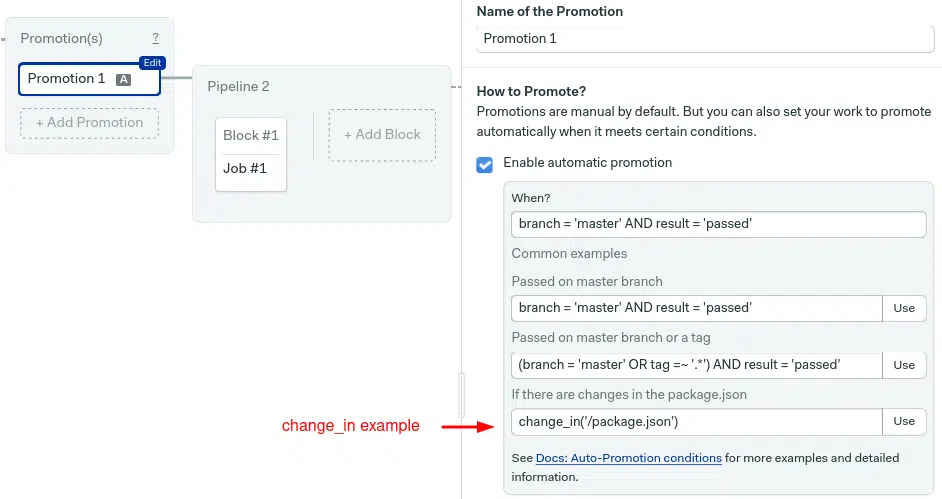 Promotion(s) ?
Edit
Promotion 1 A
+ Add Promotion
Pipeline 2
Block #1
Job #1
+ Add Block
change_in example
Name of the Promotion
Promotion 1
How to Promote?
Promotions are manual by default. But you can also set your work to promote
automatically when it meets certain conditions.
Enable automatic promotion
When?
branch = 'master' AND result = 'passed'
Common examples
Passed on master branch
branch = 'master' AND result = 'passed' Use
Passed on master branch or a tag
(branch = 'master' OR tag =~ '.*') AND result = 'passed' Use
If there are changes in the package.json
change_in('/package.json') Use
See Docs: Auto-Promotion conditions for more examples and detailed
information.